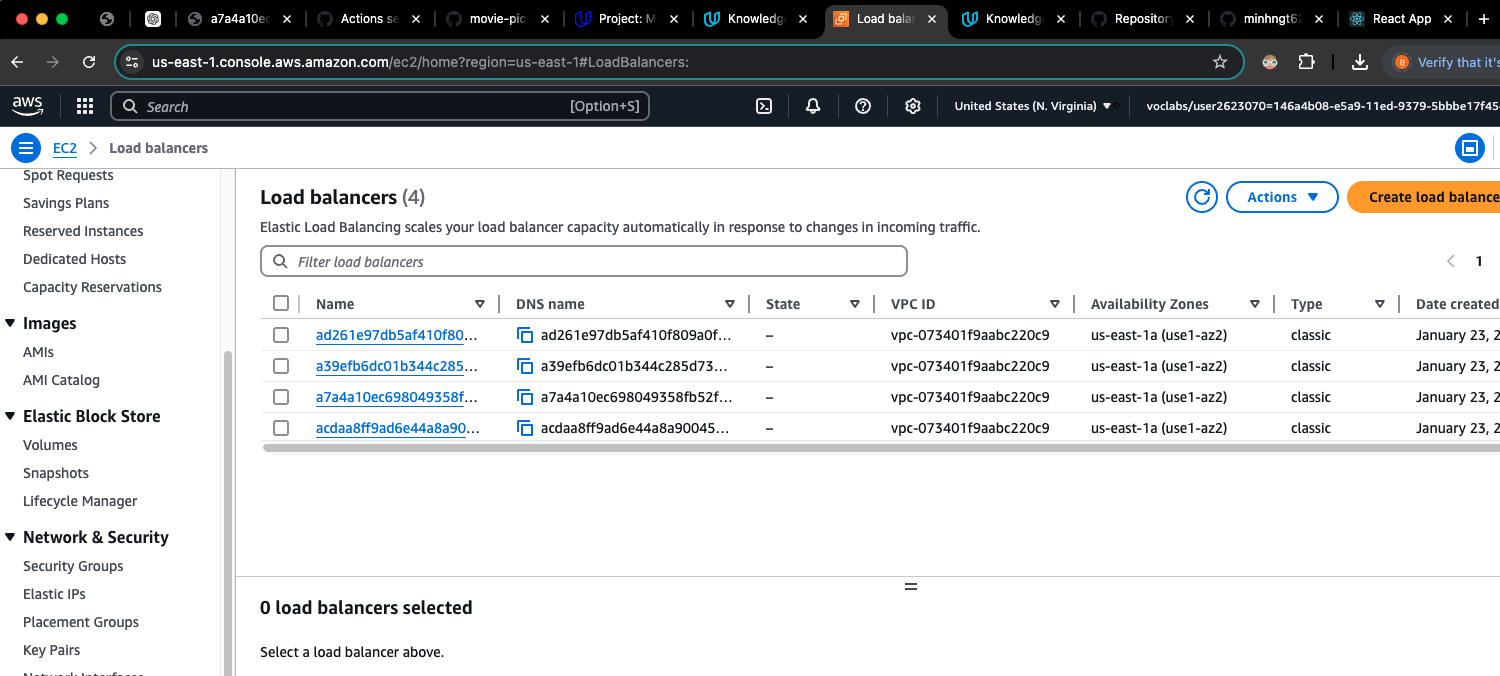 a7a4a10ec Actions se movie-pic Project: M Knowledge Load balan Knowledge Repository minhngt62 React App
us-east-1.console.aws.amazon.com/ec2/home?region=us-east-1#LoadBalancers: Verify that it's
aws Search [Option+S] United States (N. Virginia) voclabs/user2623070=146a4b08-e5a9-11ed-9379-5bbbe17f45
EC2 Load balancers
Spot Requests
Savings Plans
Reserved Instances
Dedicated Hosts
Capacity Reservations
Images
AMIs
AMI Catalog
Elastic Block Store
Volumes
Snapshots
Lifecycle Manager
Network & Security
Security Groups
Elastic IPs
Placement Groups
Key Pairs
Network Interfaces
Load balancers (4) Actions Create load balance
Elastic Load Balancing scales your load balancer capacity automatically in response to changes in incoming traffic.
Filter load balancers 1
Name DNS name State VPC ID Availability Zones Type Date created
ad261e97db5af410f80... ad261e97db5af410f809a0f... – vpc-073401f9aabc220c9 us-east-1a (use1-az2) classic January 23, 2
a39efb6dc01b344c285... a39efb6dc01b344c285d73... – vpc-073401f9aabc220c9 us-east-1a (use1-az2) classic January 23, 2
a7a4a10ec698049358f... a7a4a10ec698049358fb52f... – vpc-073401f9aabc220c9 us-east-1a (use1-az2) classic January 23, 2
acdaa8ff9ad6e44a8a90... acdaa8ff9ad6e44a8a90045... – vpc-073401f9aabc220c9 us-east-1a (use1-az2) classic January 23, 2
0 load balancers selected
Select a load balancer above.